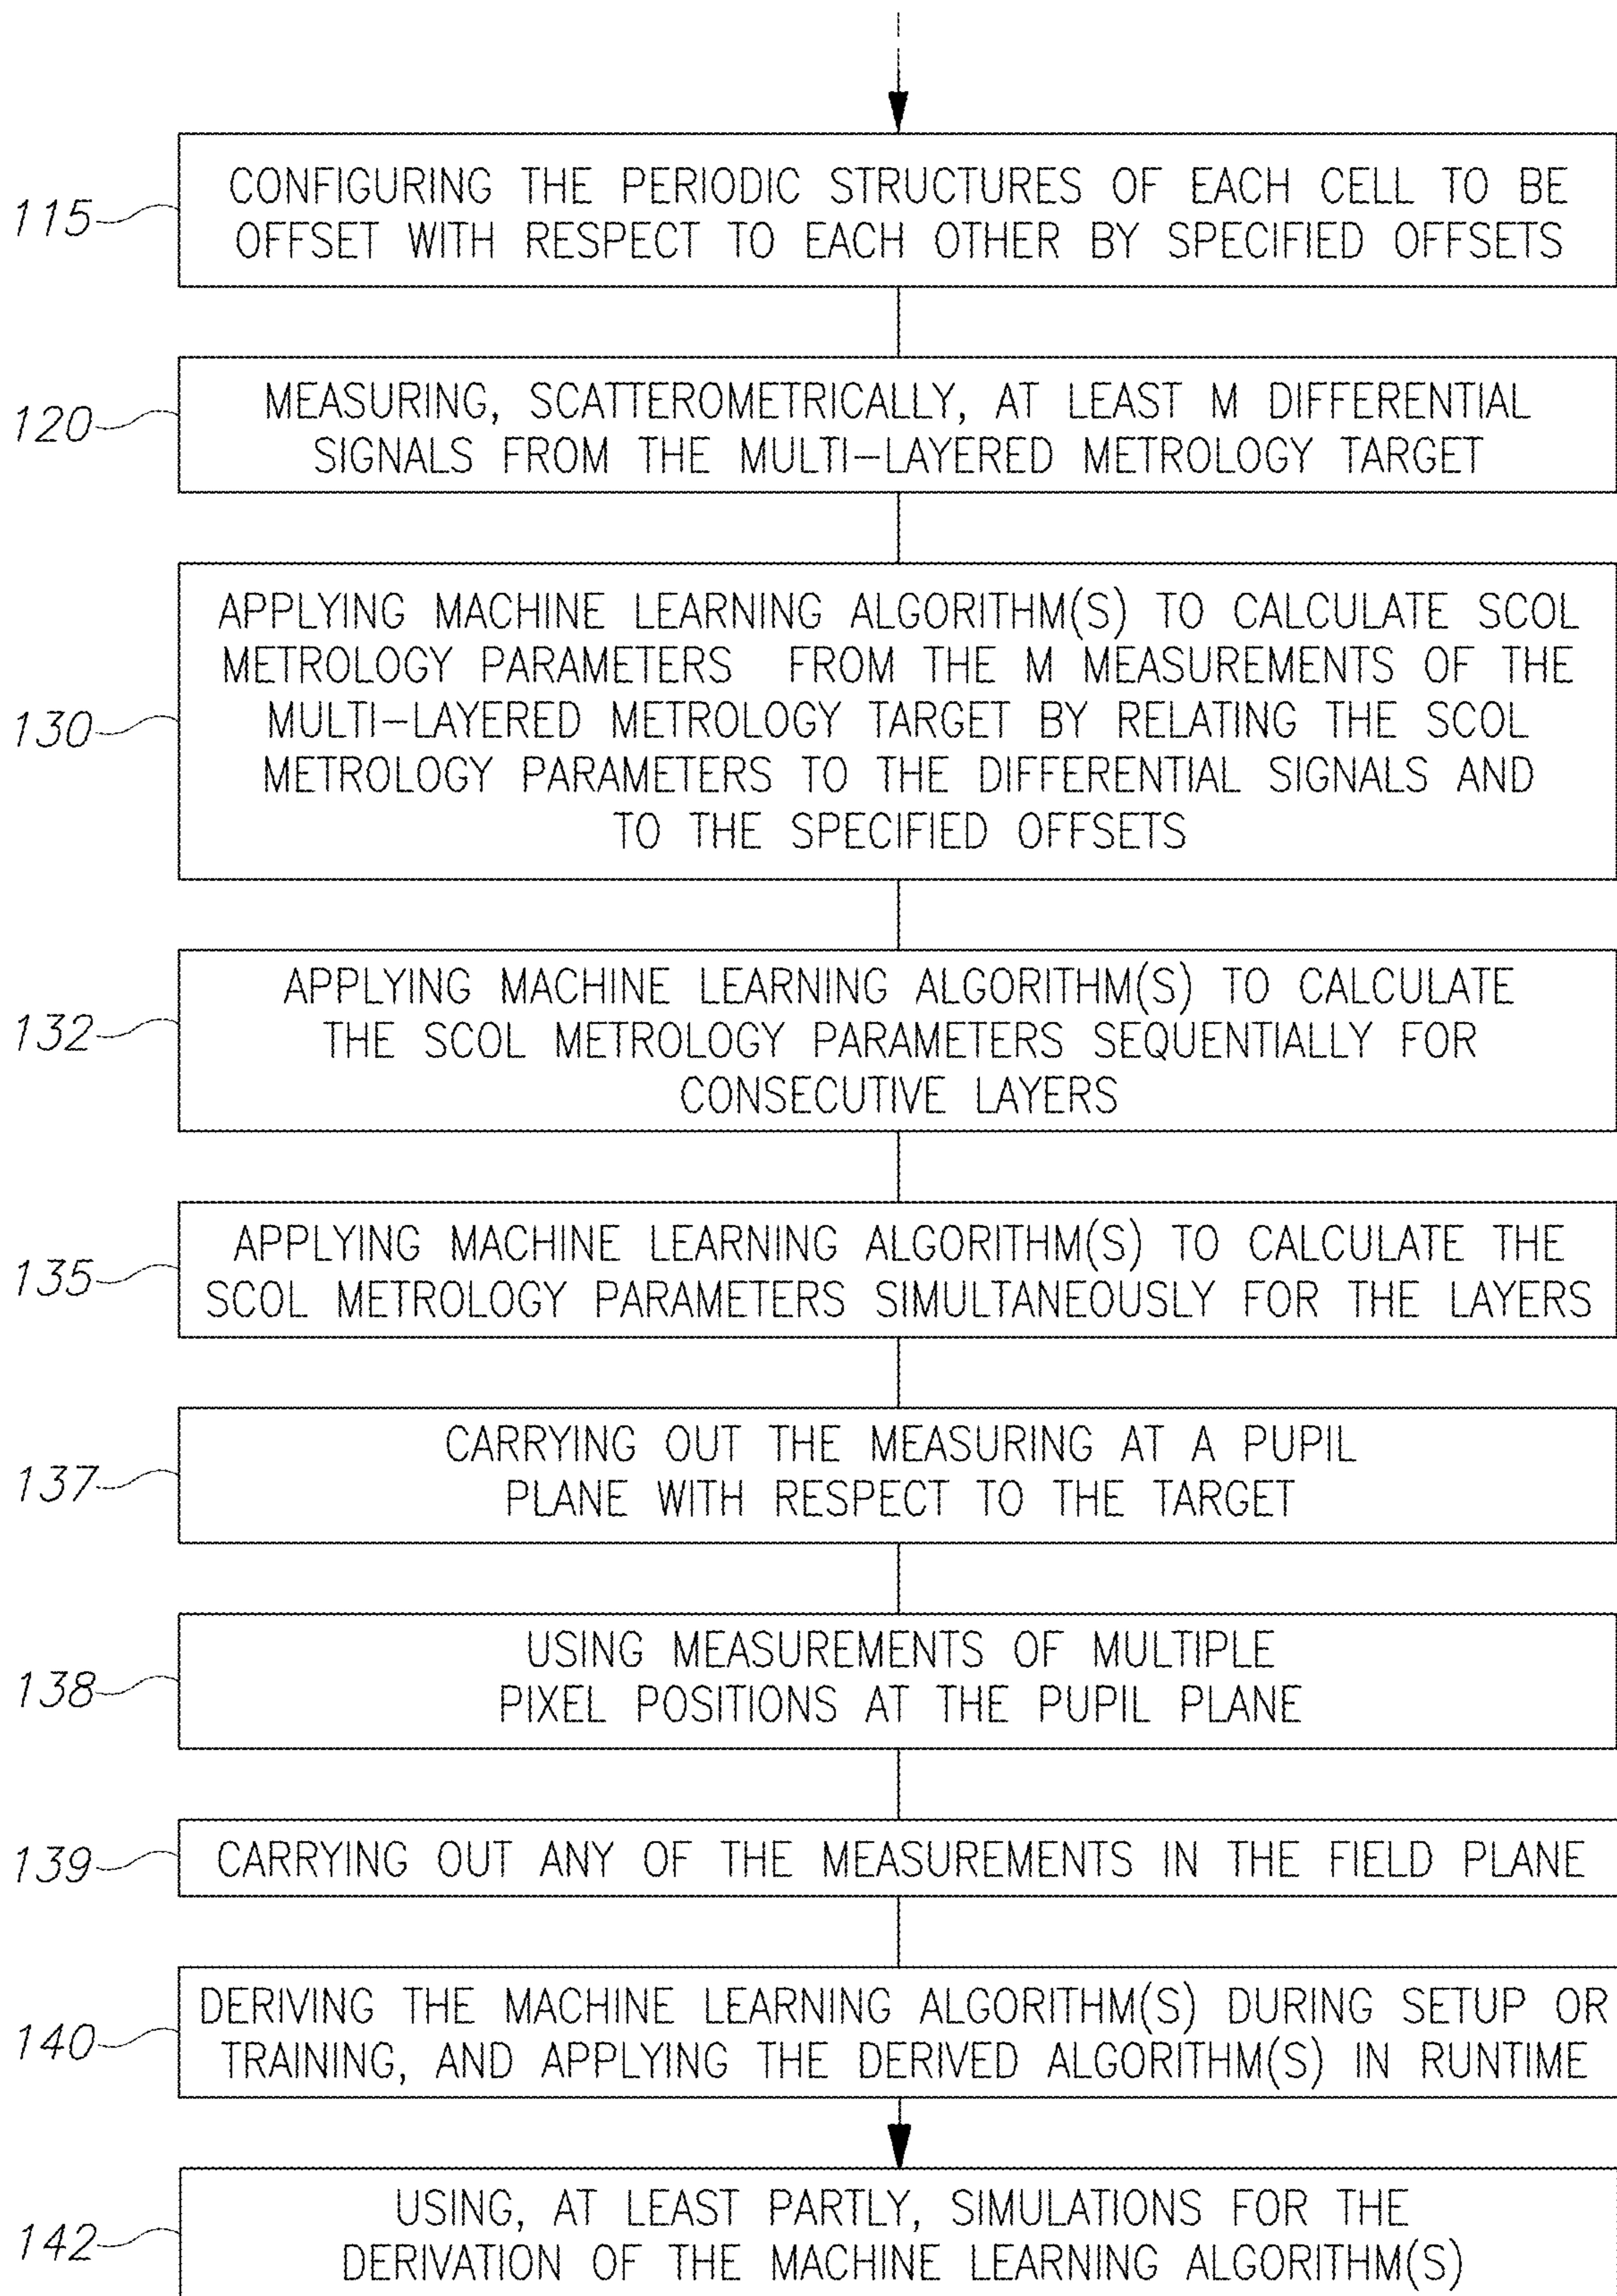 115
CONFIGURING THE PERIODIC STRUCTURES OF EACH CELL TO BE
OFFSET WITH RESPECT TO EACH OTHER BY SPECIFIED OFFSETS
120
MEASURING, SCATTEROMETRICALLY, AT LEAST M DIFFERENTIAL
SIGNALS FROM THE MULTI-LAYERED METROLOGY TARGET
130
APPLYING MACHINE LEARNING ALGORITHM(S) TO CALCULATE SCOL
METROLOGY PARAMETERS FROM THE M MEASUREMENTS OF THE
MULTI-LAYERED METROLOGY TARGET BY RELATING THE SCOL
METROLOGY PARAMETERS TO THE DIFFERENTIAL SIGNALS AND
TO THE SPECIFIED OFFSETS
132
APPLYING MACHINE LEARNING ALGORITHM(S) TO CALCULATE
THE SCOL METROLOGY PARAMETERS SEQUENTIALLY FOR
CONSECUTIVE LAYERS
135
APPLYING MACHINE LEARNING ALGORITHM(S) TO CALCULATE THE
SCOL METROLOGY PARAMETERS SIMULTANEOUSLY FOR THE LAYERS
137
CARRYING OUT THE MEASURING AT A PUPIL
PLANE WITH RESPECT TO THE TARGET
138
USING MEASUREMENTS OF MULTIPLE
PIXEL POSITIONS AT THE PUPIL PLANE
139
CARRYING OUT ANY OF THE MEASUREMENTS IN THE FIELD PLANE
140
DERIVING THE MACHINE LEARNING ALGORITHM(S) DURING SETUP OR
TRAINING, AND APPLYING THE DERIVED ALGORITHM(S) IN RUNTIME
142
USING, AT LEAST PARTLY, SIMULATIONS FOR THE
DERIVATION OF THE MACHINE LEARNING ALGORITHM(S)